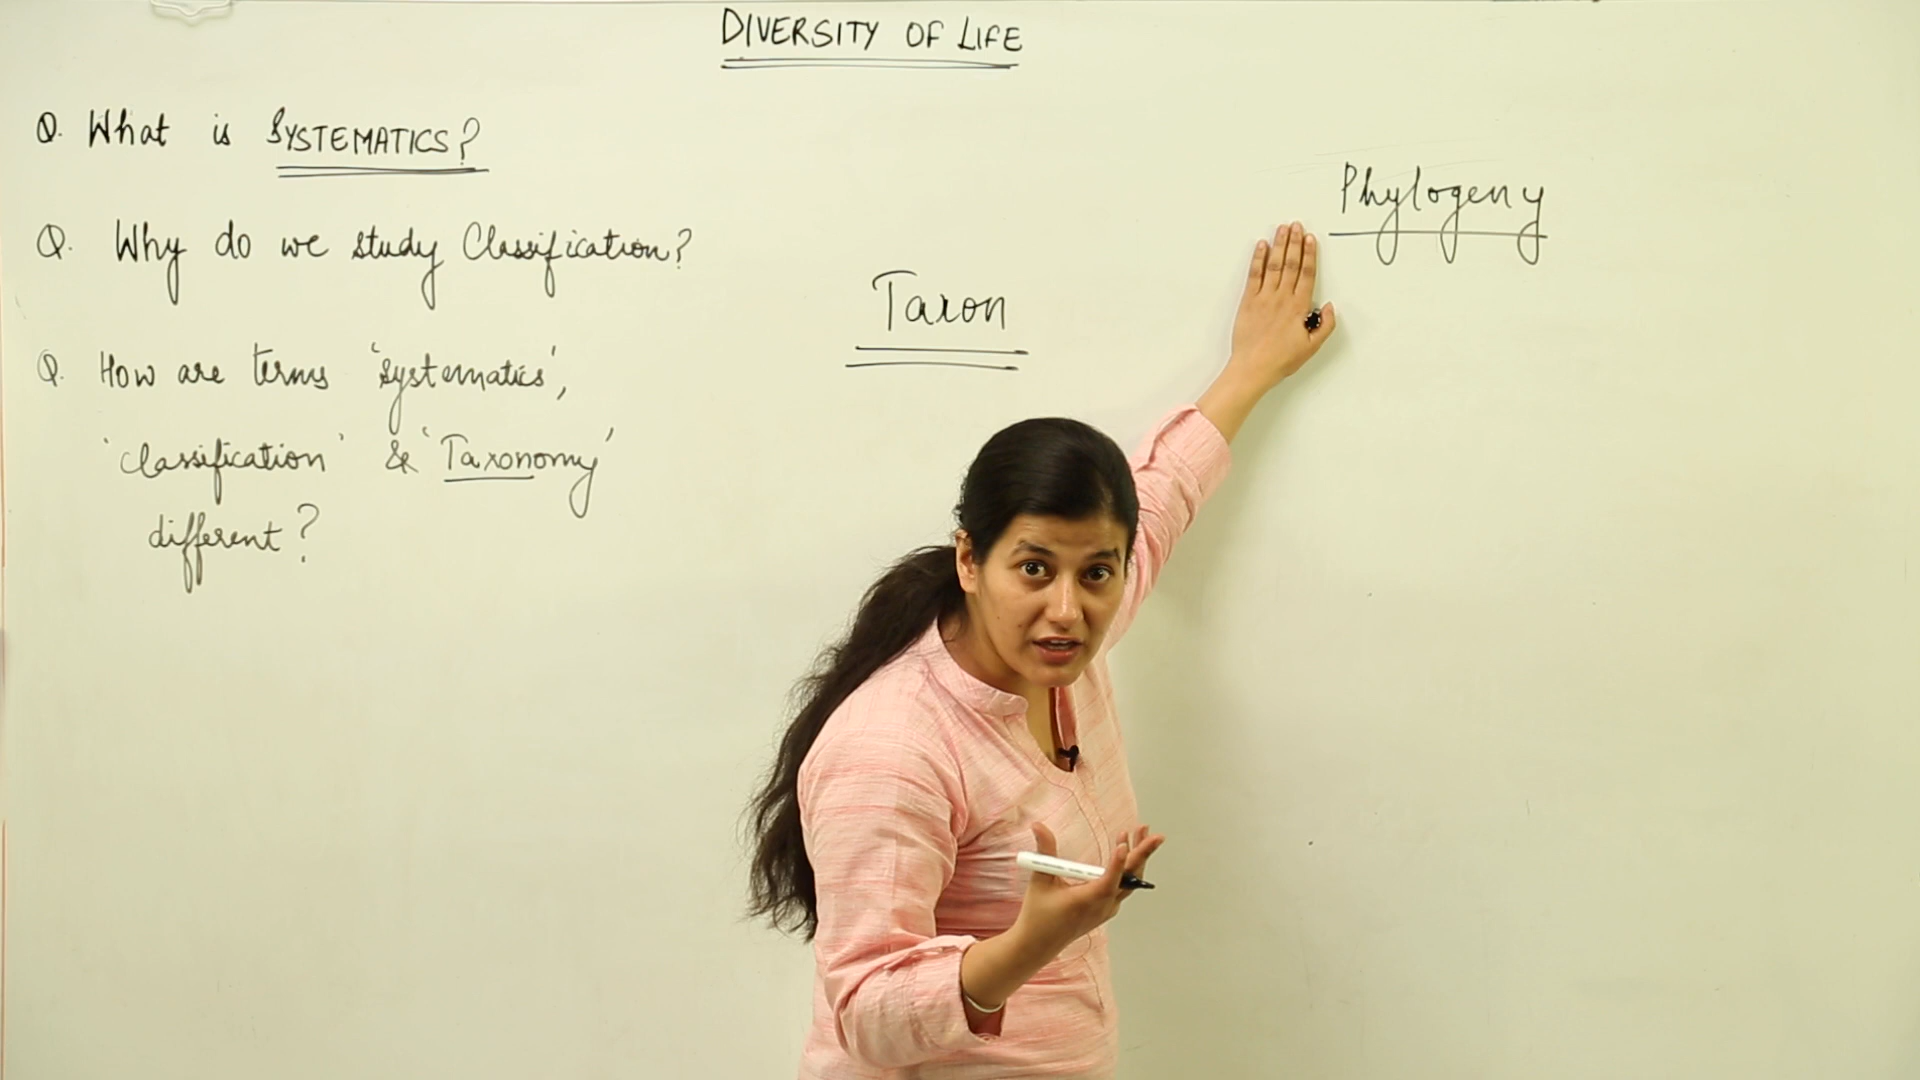 DIVERSITY OF LIFE
Q. What is SYSTEMATICS?
Q. Why do we study Classification?
Q. How are terms 'systematics',
'classification' & 'Taxonomy'
different?
Taxon
Phylogeny